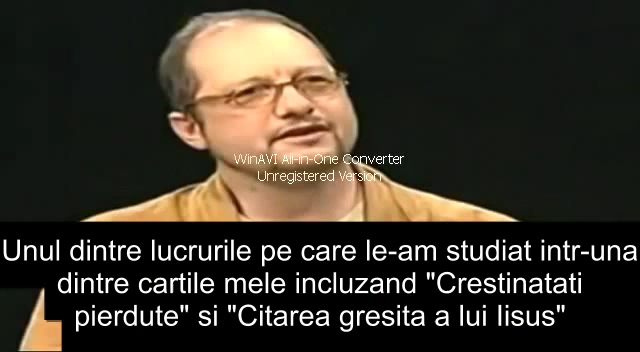 WinAVI All-in-One Converter
Unregistered Version
Unul dintre lucrurile pe care le-am studiat intr-una
dintre cartile mele incluzand "Crestinatati
pierdute" si "Citarea gresita a lui Iisus"